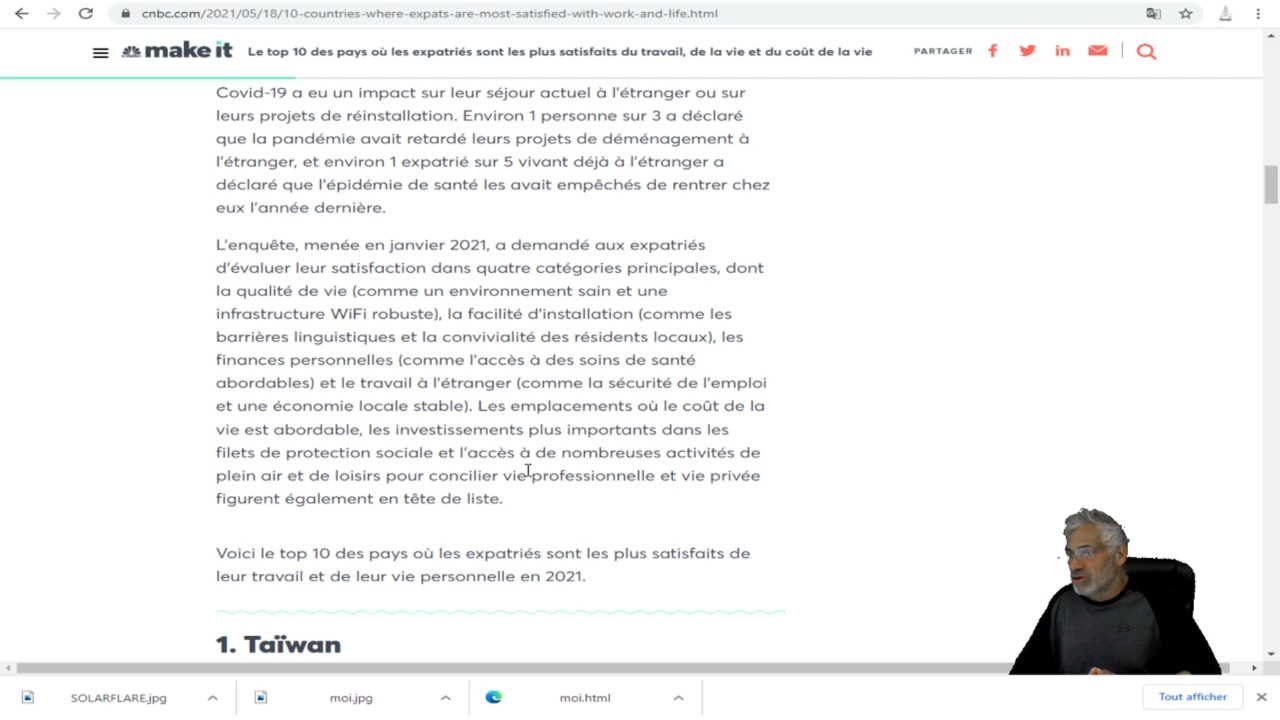 cnbc.com/2021/05/18/10-countries-where-expats-are-most-satisfied-with-work-and-life.html
make it Le top 10 des pays où les expatriés sont les plus satisfaits du travail, de la vie et du coût de la vie PARTAGER
Covid-19 a eu un impact sur leur séjour actuel à l'étranger ou sur
leurs projets de réinstallation. Environ 1 personne sur 3 a déclaré
que la pandémie avait retardé leurs projets de déménagement à
l'étranger, et environ 1 expatrié sur 5 vivant déjà à l'étranger a
déclaré que l'épidémie de santé les avait empêchés de rentrer chez
eux l'année dernière.
L'enquête, menée en janvier 2021, a demandé aux expatriés
d'évaluer leur satisfaction dans quatre catégories principales, dont
la qualité de vie (comme un environnement sain et une
infrastructure WiFi robuste), la facilité d'installation (comme les
barrières linguistiques et la convivialité des résidents locaux), les
finances personnelles (comme l'accès à des soins de santé
abordables) et le travail à l'étranger (comme la sécurité de l'emploi
et une économie locale stable). Les emplacements où le coût de la
vie est abordable, les investissements plus importants dans les
filets de protection sociale et l'accès à de nombreuses activités de
plein air et de loisirs pour concilier vie professionnelle et vie privée
figurent également en tête de liste.
Voici le top 10 des pays où les expatriés sont les plus satisfaits de
leur travail et de leur vie personnelle en 2021.
1. Taïwan
SOLARFLARE.jpg moi.jpg moi.html Tout afficher